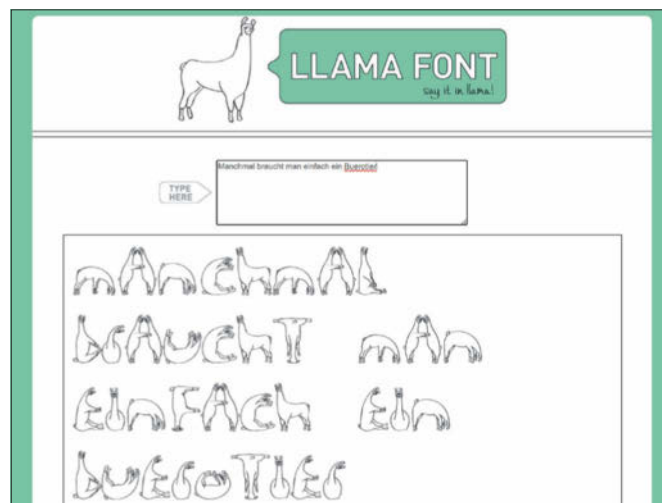 LLAMA FONT
say it in llama!
TYPE HERE
Manchmal braucht man einfach ein Buerotier
manchmal
braucht man
einfach ein
buerotier